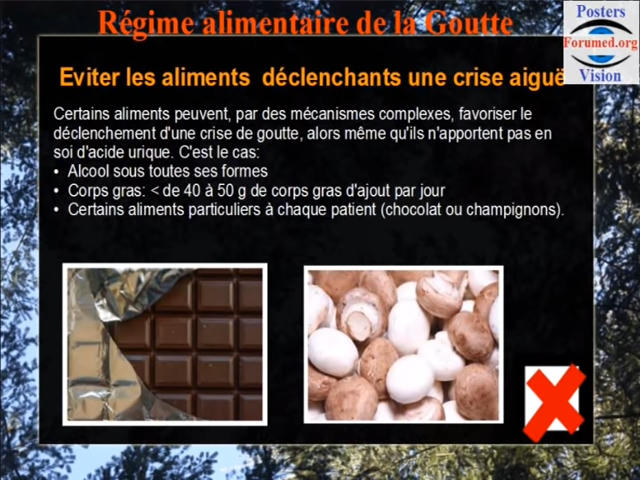 Régime alimentaire de la Goutte
Posters
Forumed.org
Vision
Eviter les aliments déclenchants une crise aiguë
Certains aliments peuvent, par des mécanismes complexes, favoriser le
déclenchement d'une crise de goutte, alors même qu'ils n'apportent pas en
soi d'acide urique. C'est le cas:
• Alcool sous toutes ses formes
• Corps gras: < de 40 à 50 g de corps gras d'ajout par jour
• Certains aliments particuliers à chaque patient (chocolat ou champignons).